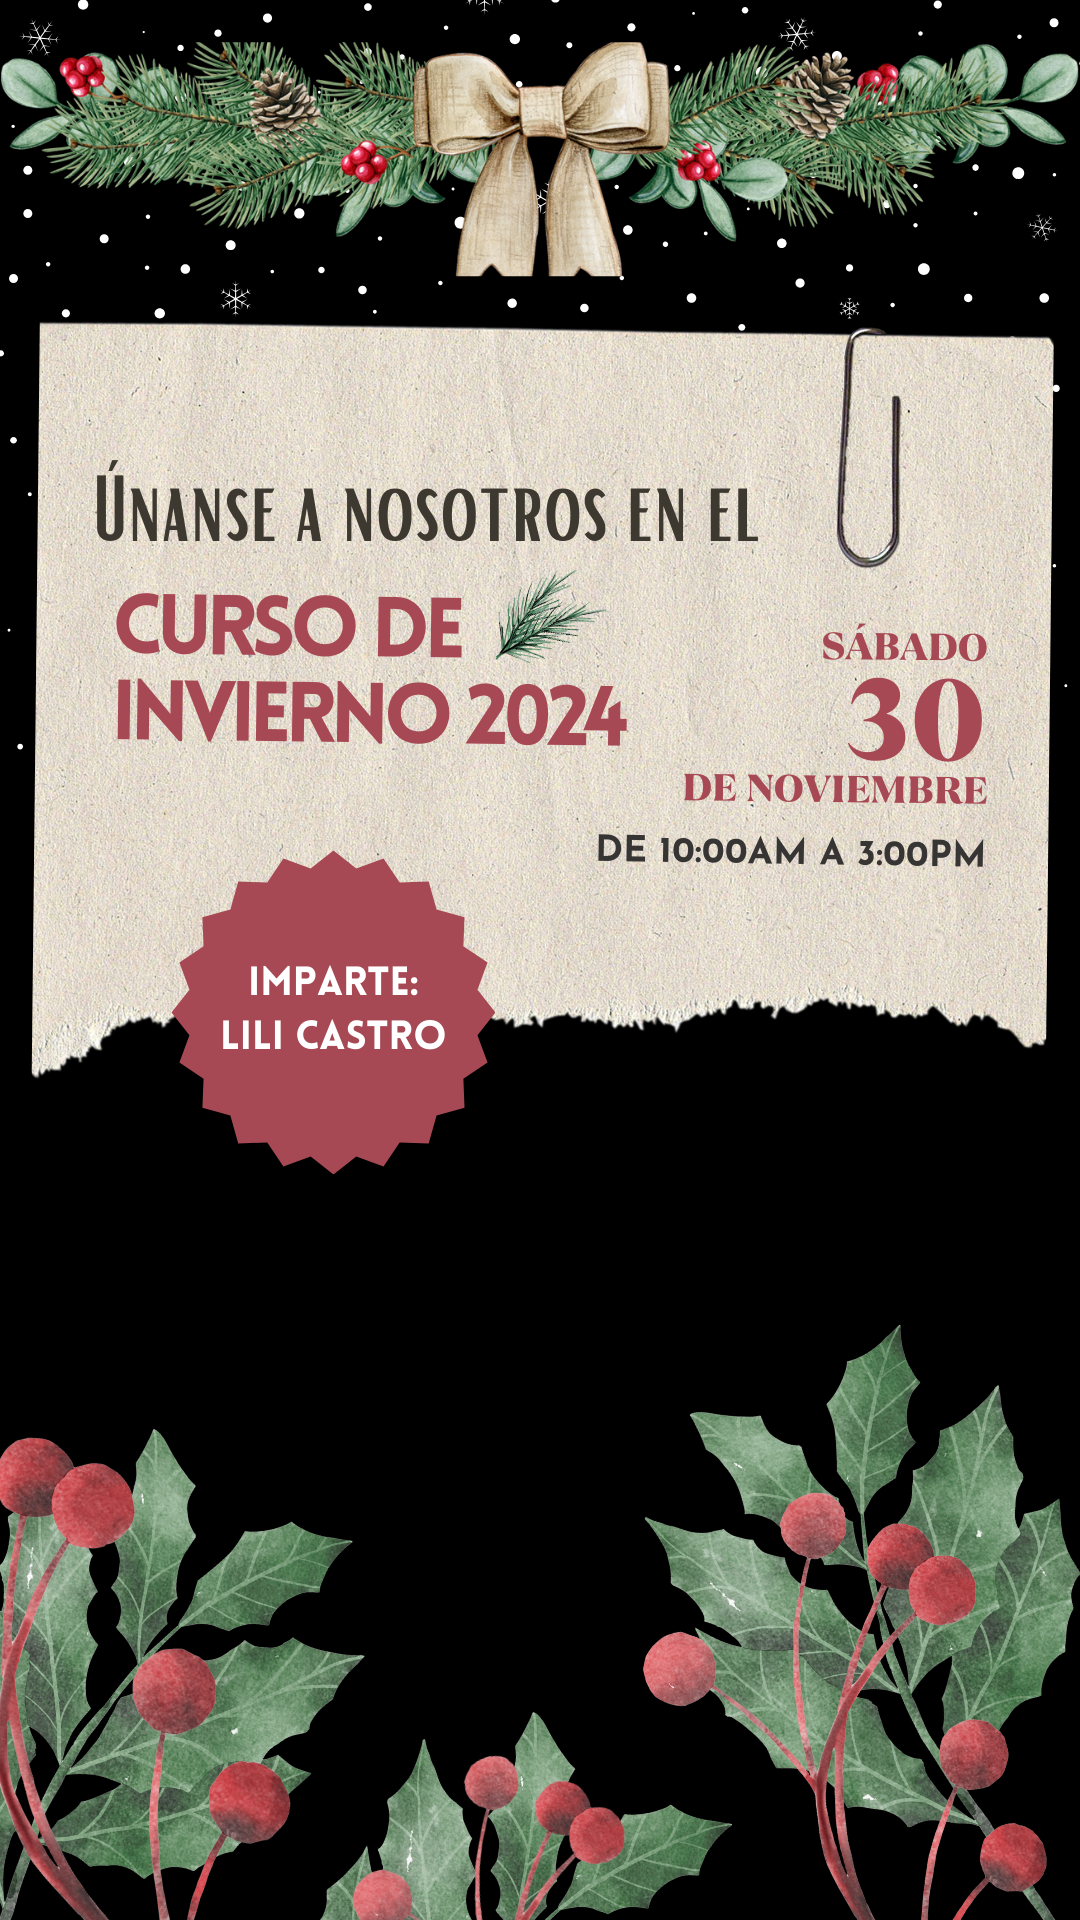 ÚNANSE A NOSOTROS EN EL
CURSO DE
INVIERNO 2024
SÁBADO
30
DE NOVIEMBRE
DE 10:00AM A 3:00PM
IMPARTE:
LILI CASTRO